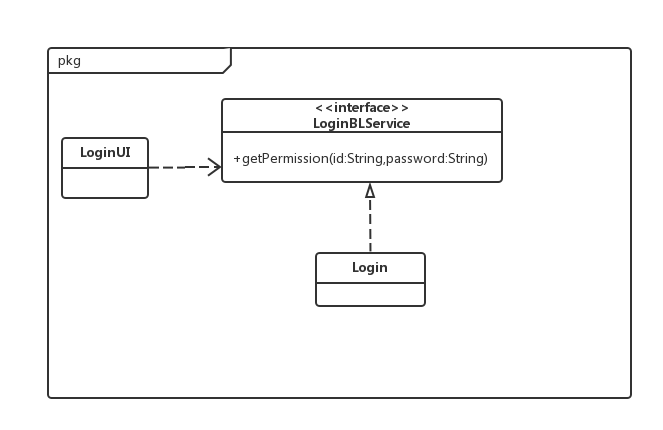 pkg
<<interface>>
LoginBLService
LoginUI
+getPermission(id:String,password:String)
Login